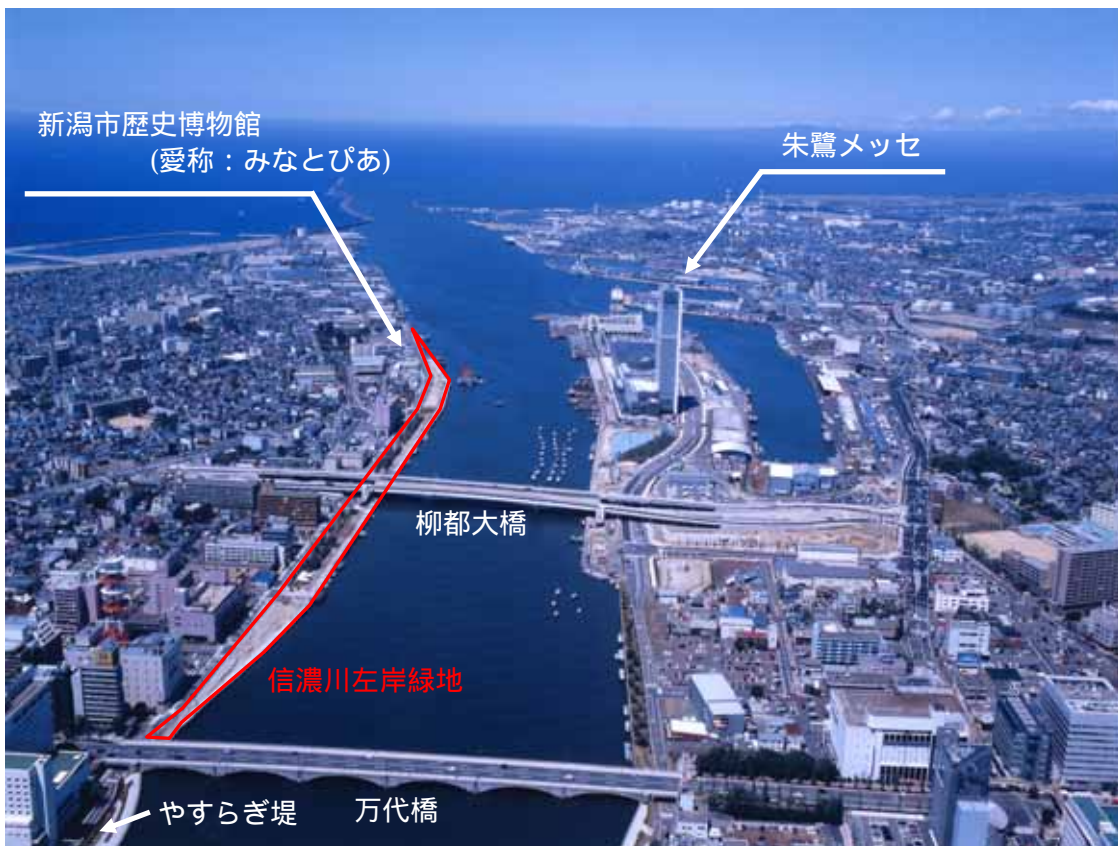 新潟市歴史博物館
(愛称：みなとぴあ)
朱鷺メッセ
柳都大橋
信濃川左岸緑地
やすらぎ堤
万代橋